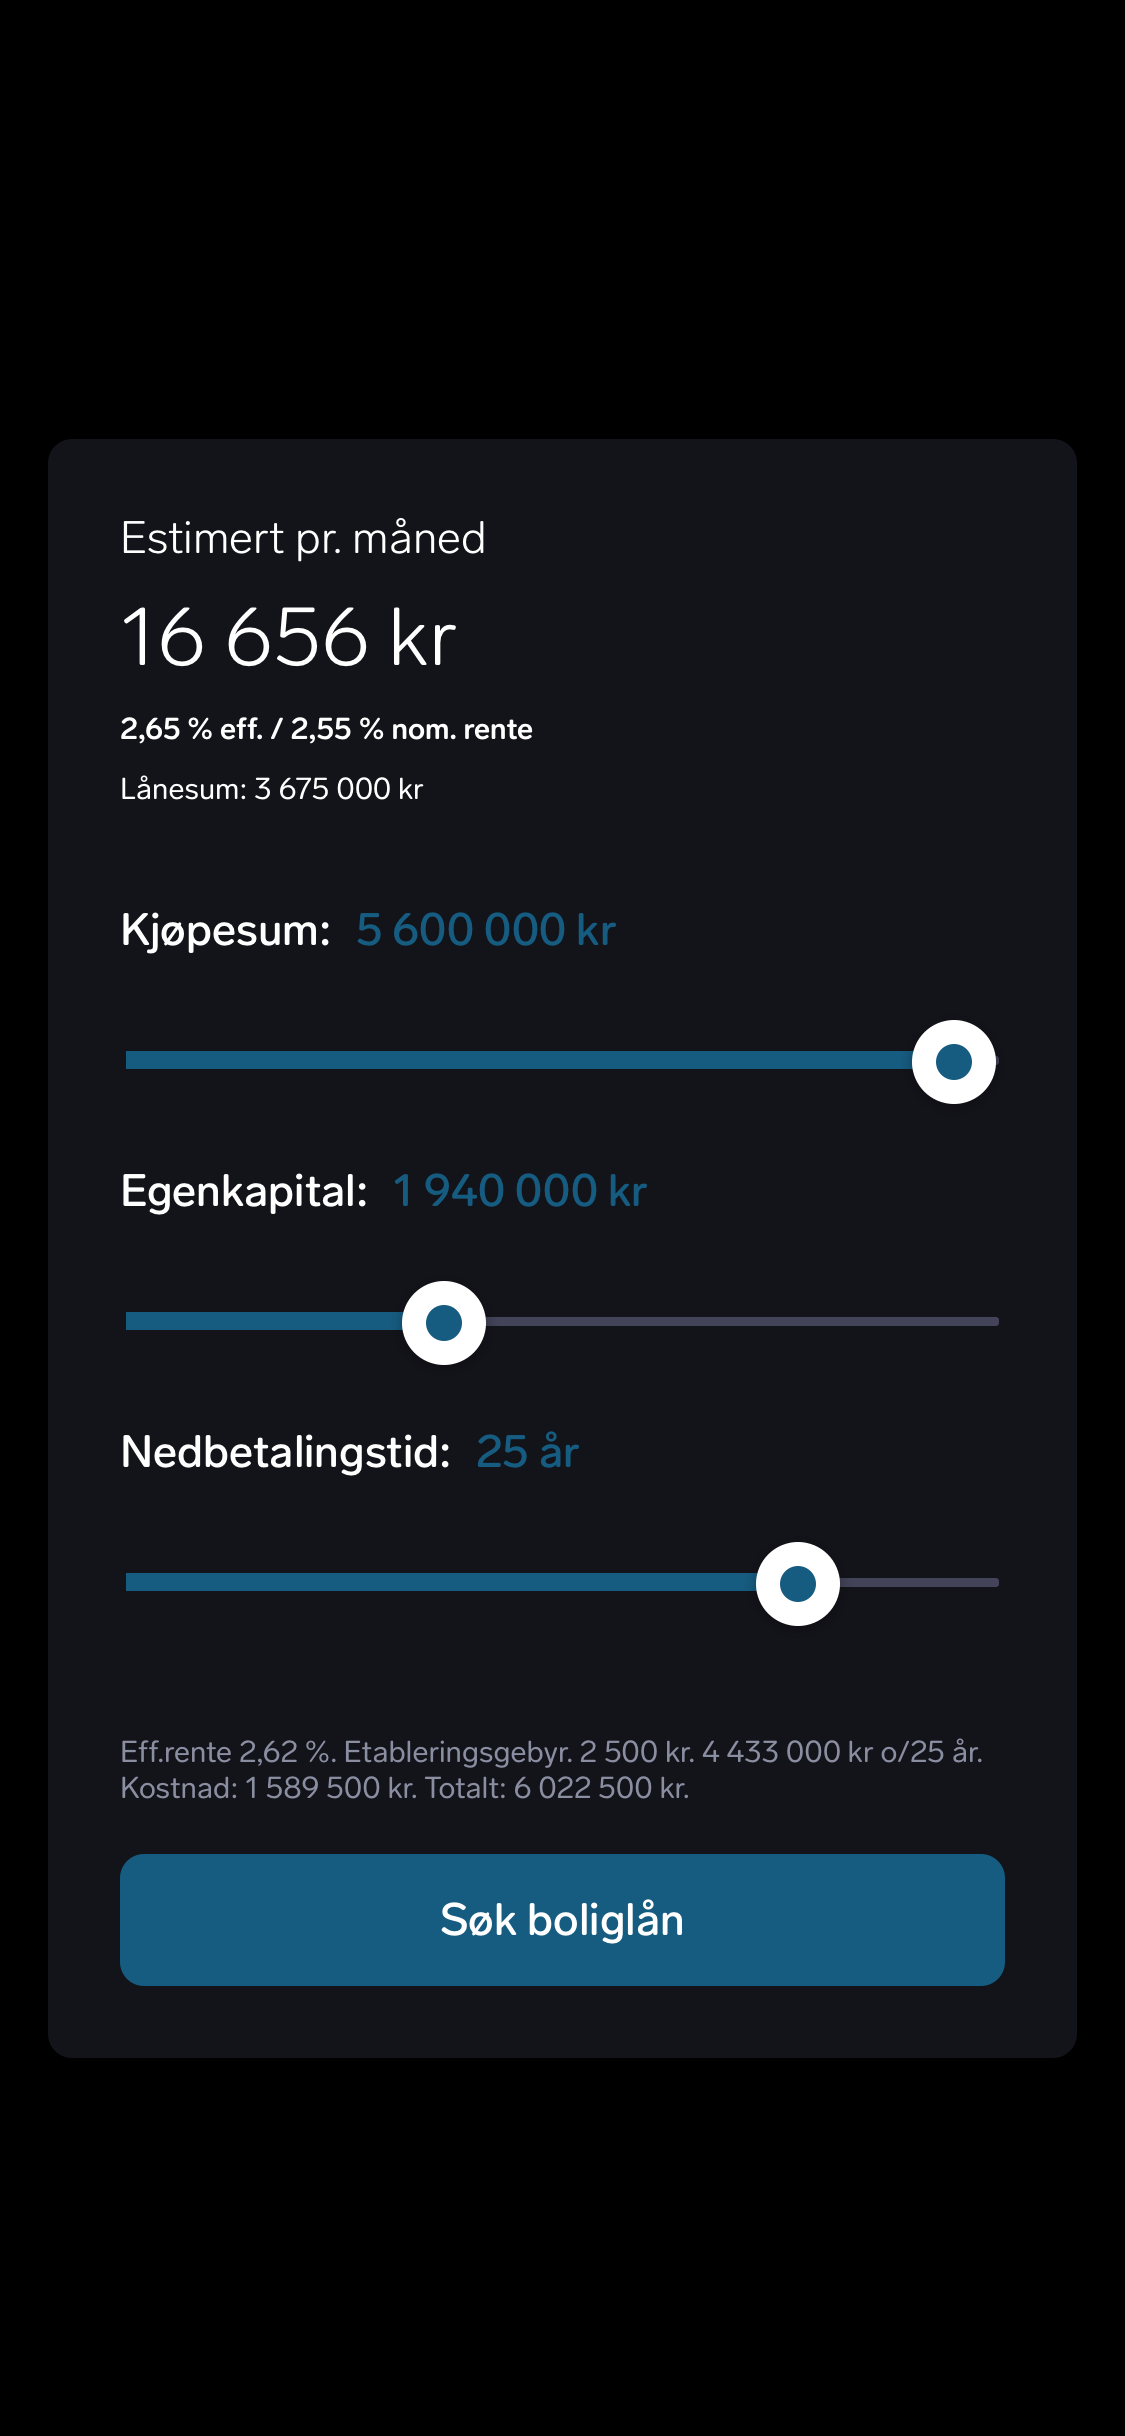 Estimert pr. måned
16 656 kr
2,65 % eff. / 2,55 % nom. rente
Lånesum: 3 675 000 kr
Kjøpesum: 5 600 000 kr
Egenkapital: 1 940 000 kr
Nedbetalingstid: 25 år
Eff.rente 2,62 %. Etableringsgebyr. 2 500 kr. 4 433 000 kr o/25 år.
Kostnad: 1 589 500 kr. Totalt: 6 022 500 kr.
Søk boliglån